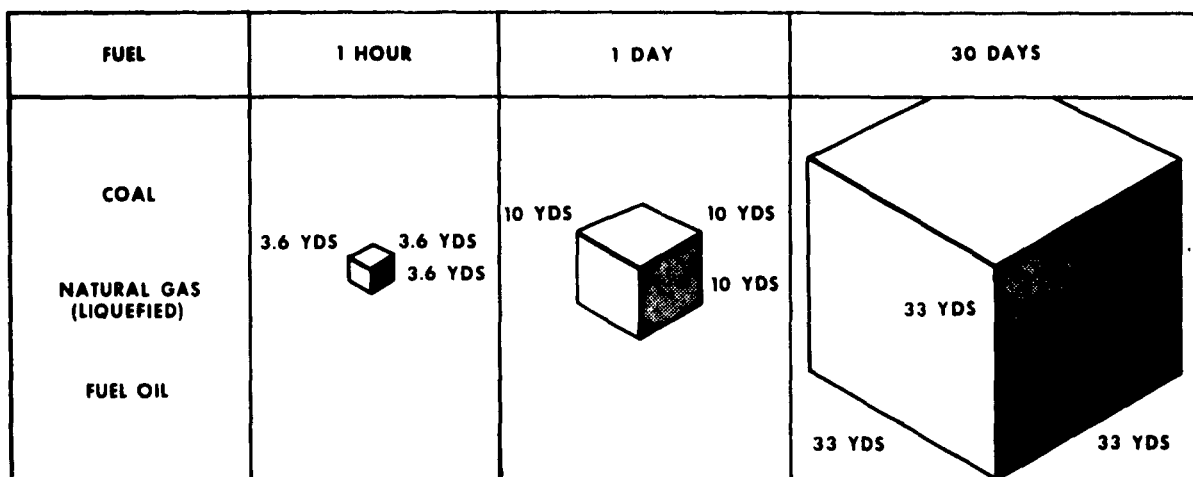 FUEL
1 HOUR
1 DAY
30 DAYS
COAL
NATURAL GAS
(LIQUEFIED)
FUEL OIL
3.6 YDS
3.6 YDS
3.6 YDS
10 YDS
10 YDS
10 YDS
33 YDS
33 YDS
33 YDS